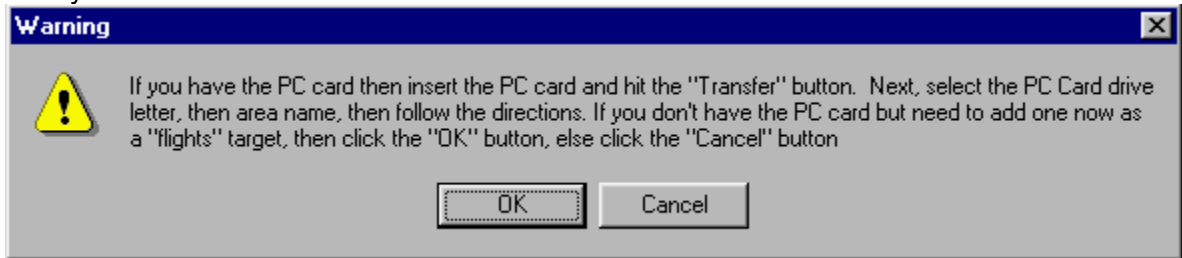 Warning
If you have the PC card then insert the PC card and hit the "Transfer" button.  Next, select the PC Card drive
letter, then area name, then follow the directions. If you don't have the PC card but need to add one now as
a "flights" target, then click the "OK" button, else click the "Cancel" button
OK
Cancel